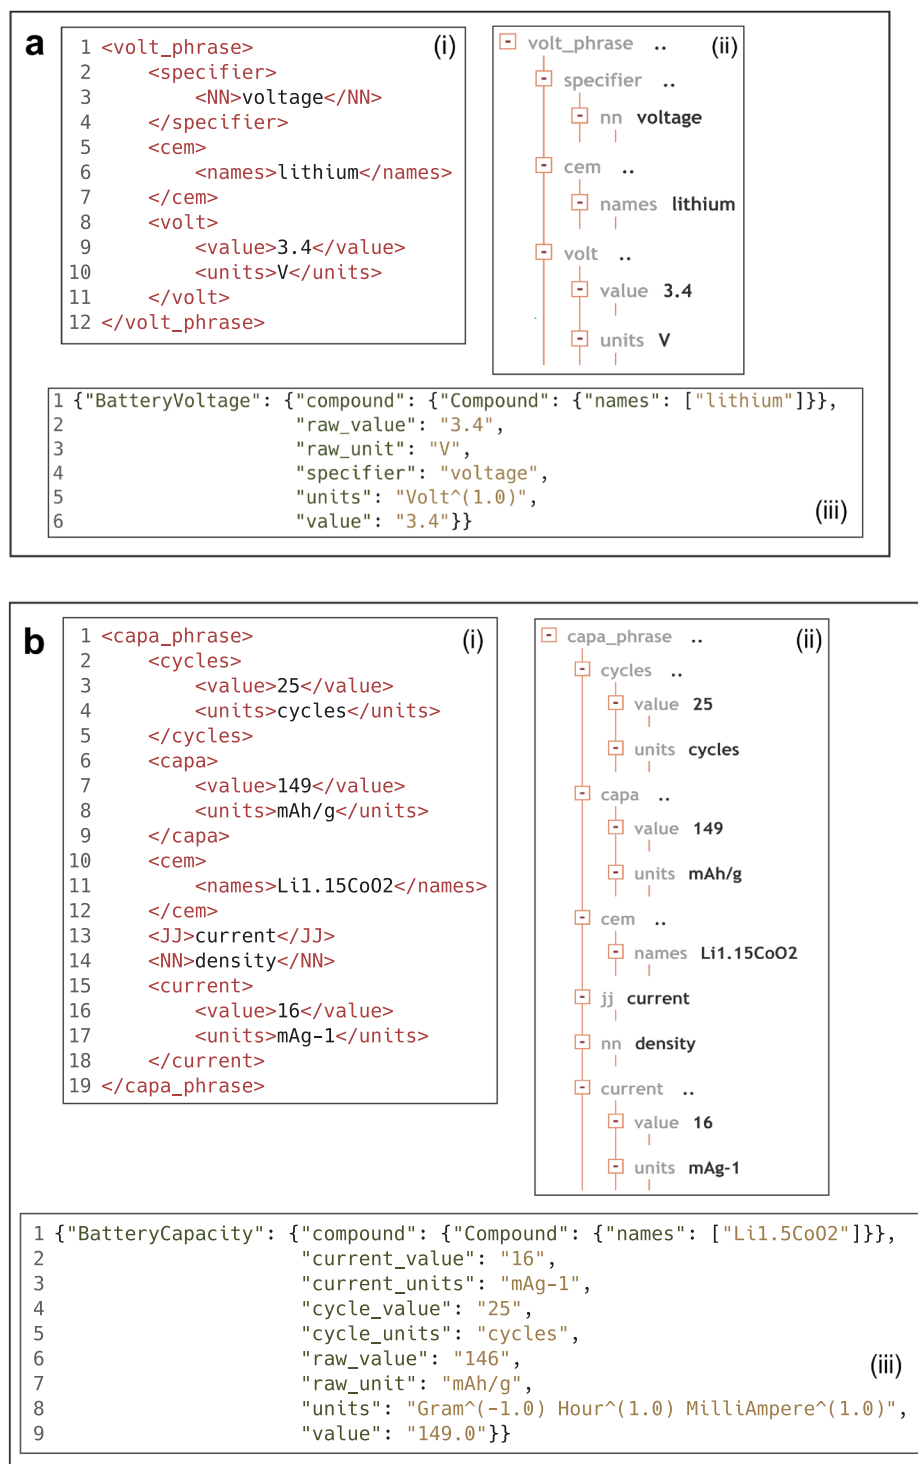 a
(i)
1 <volt_phrase>
2     <specifier>
3         <NN>voltage</NN>
4     </specifier>
5     <cem>
6         <names>lithium</names>
7     </cem>
8     <volt>
9         <value>3.4</value>
10         <units>V</units>
11     </volt>
12 </volt_phrase>
(ii)
- volt_phrase ..
- specifier ..
- nn voltage
- cem ..
- names lithium
- volt ..
- value 3.4
- units V
1 {"BatteryVoltage": {"compound": {"Compound": {"names": ["lithium"]}},
2 "raw_value": "3.4",
3 "raw_unit": "V",
4 "specifier": "voltage",
5 "units": "Volt^(1.0)",
6 "value": "3.4"}}
(iii)
b
(i)
1 <capa_phrase>
2     <cycles>
3         <value>25</value>
4         <units>cycles</units>
5     </cycles>
6     <capa>
7         <value>149</value>
8         <units>mAh/g</units>
9     </capa>
10     <cem>
11         <names>Li1.15CoO2</names>
12     </cem>
13     <JJ>current</JJ>
14     <NN>density</NN>
15     <current>
16         <value>16</value>
17         <units>mAg-1</units>
18     </current>
19 </capa_phrase>
(ii)
- capa_phrase ..
- cycles ..
- value 25
- units cycles
- capa ..
- value 149
- units mAh/g
- cem ..
- names Li1.15CoO2
- jj current
- nn density
- current ..
- value 16
- units mAg-1
1 {"BatteryCapacity": {"compound": {"Compound": {"names": ["Li1.5CoO2"]}},
2 "current_value": "16",
3 "current_units": "mAg-1",
4 "cycle_value": "25",
5 "cycle_units": "cycles",
6 "raw_value": "146",
7 "raw_unit": "mAh/g",
8 "units": "Gram^(-1.0) Hour^(1.0) MilliAmpere^(1.0)",
9 "value": "149.0"}}
(iii)